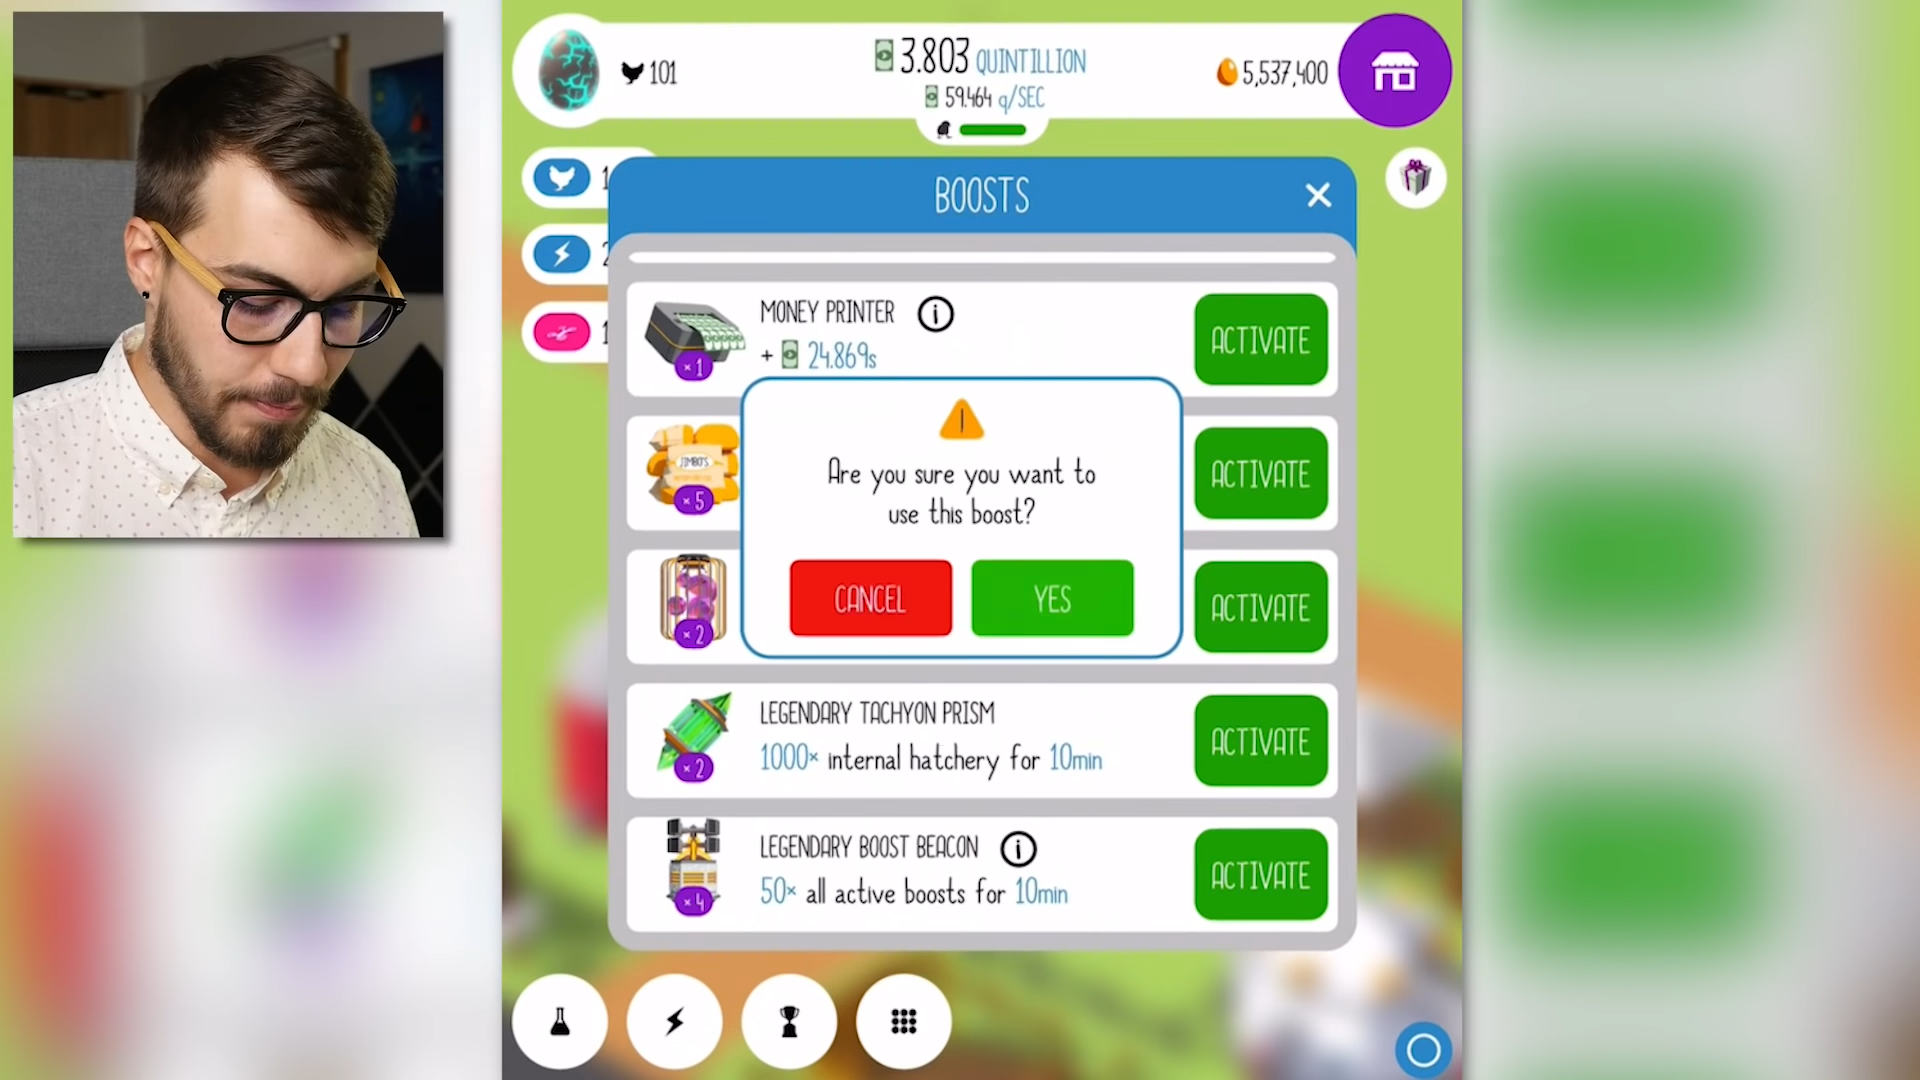 101
3.803 QUINTILLION
59.464 q/SEC
5,537,400
BOOSTS
MONEY PRINTER
+ 24.869s
×1
ACTIVATE
Are you sure you want to
use this boost?
CANCEL YES
JIMBO'S
×5
ACTIVATE
×2
ACTIVATE
LEGENDARY TACHYON PRISM
1000× internal hatchery for 10min
×2
ACTIVATE
LEGENDARY BOOST BEACON
50× all active boosts for 10min
×4
ACTIVATE